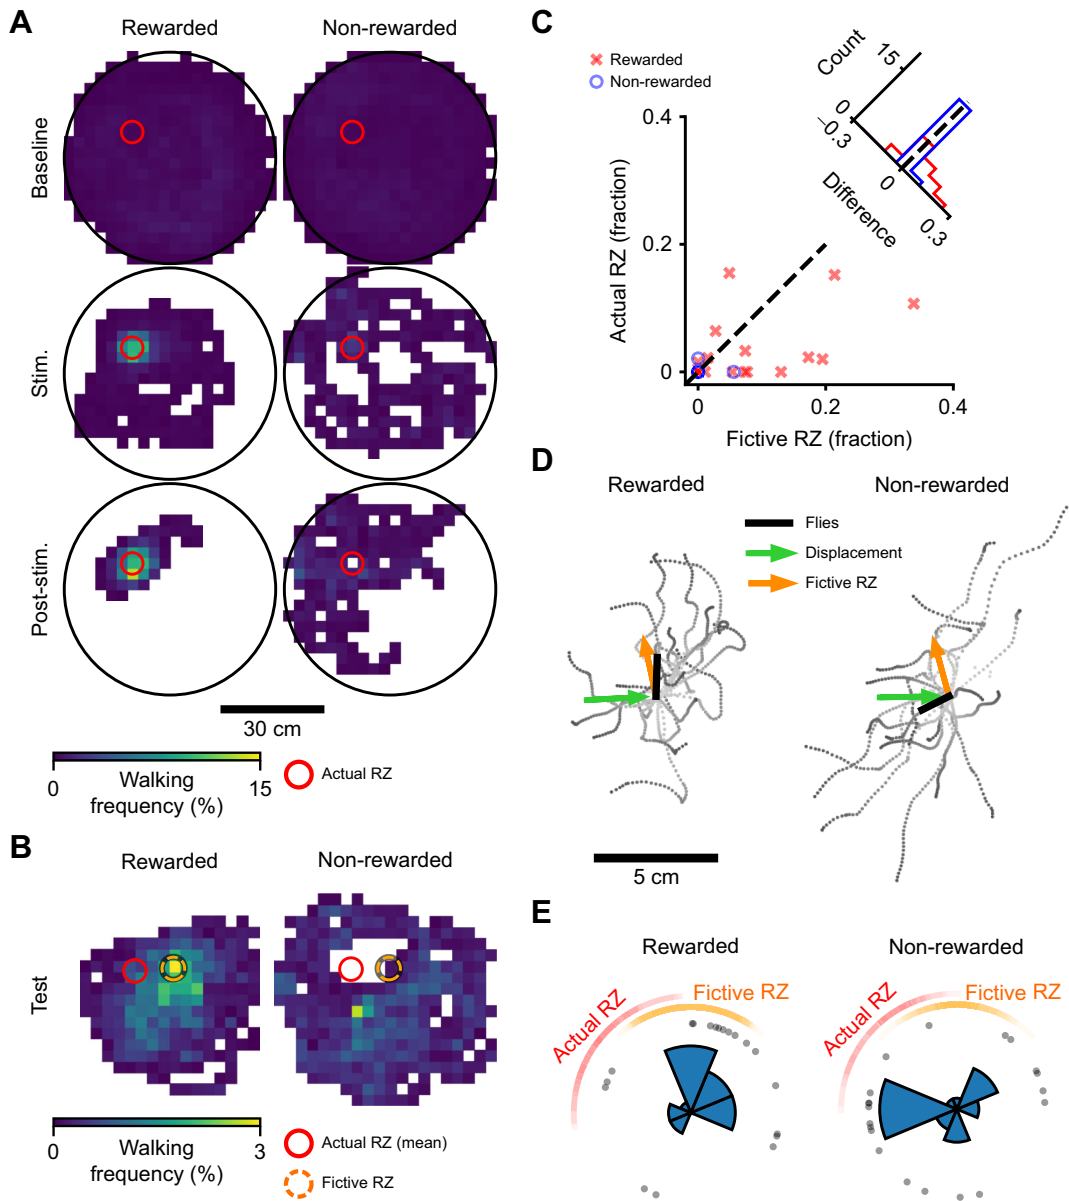 A
Rewarded
Non-rewarded
Baseline
Stim.
Post-stim.
30 cm
0
15
Walking
frequency (%)
Actual RZ
B
Rewarded
Non-rewarded
Test
0
3
Walking
frequency (%)
Actual RZ (mean)
Fictive RZ
C
Rewarded
Non-rewarded
Count
15
0
−0.3
0
0.3
Difference
0.4
0.2
0
Actual RZ (fraction)
0
0.2
0.4
Fictive RZ (fraction)
D
Rewarded
Non-rewarded
Flies
Displacement
Fictive RZ
5 cm
E
Rewarded
Non-rewarded
Actual RZ
Fictive RZ
Actual RZ
Fictive RZ